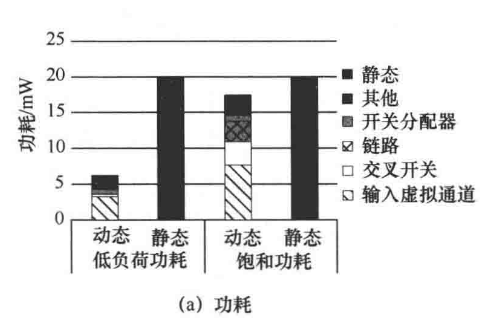 25
20
15
10
5
0
功耗/mW
静态
其他
开关分配器
链路
交叉开关
输入虚拟通道
动态 静态 动态 静态
低负荷功耗 饱和功耗
(a) 功耗